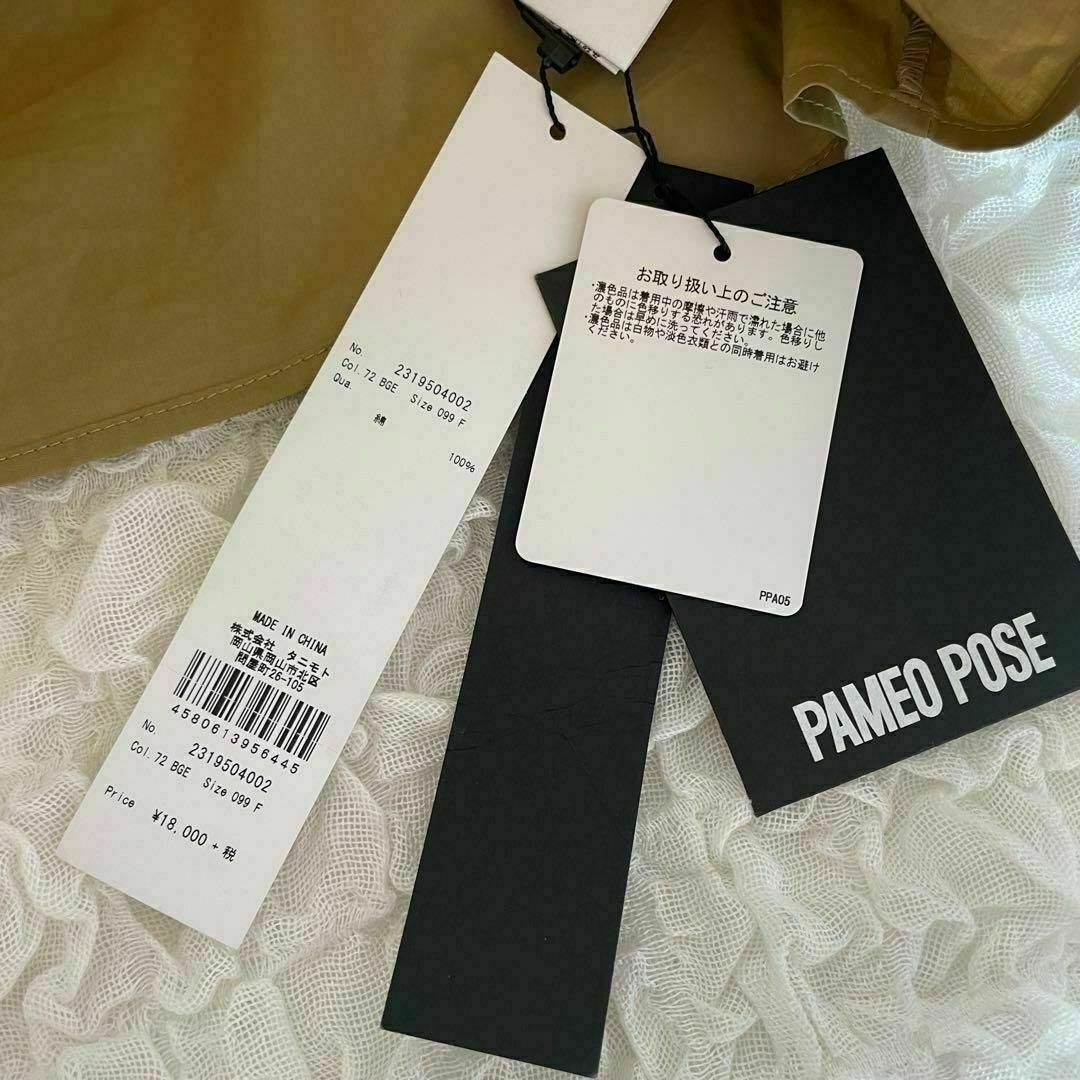 No. 2319504002
Col. 72 BGE Size 099 F
Qua.
綿 100%
MADE IN CHINA
株式会社 タニモト
岡山県岡山市北区
問屋町26-105
4580613956445
No. 2319504002
Col. 72 BGE Size 099 F
Price ¥18,000 + 税
お取り扱い上のご注意
・濃色品は着用中の摩擦や汗雨で濡れた場合に他
のものに色移りする恐れがあります。色移りし
た場合は早めに洗ってください。
・濃色品は白物や淡色衣類との同時着用はお避け
ください。
PPA05
PAMEO POSE